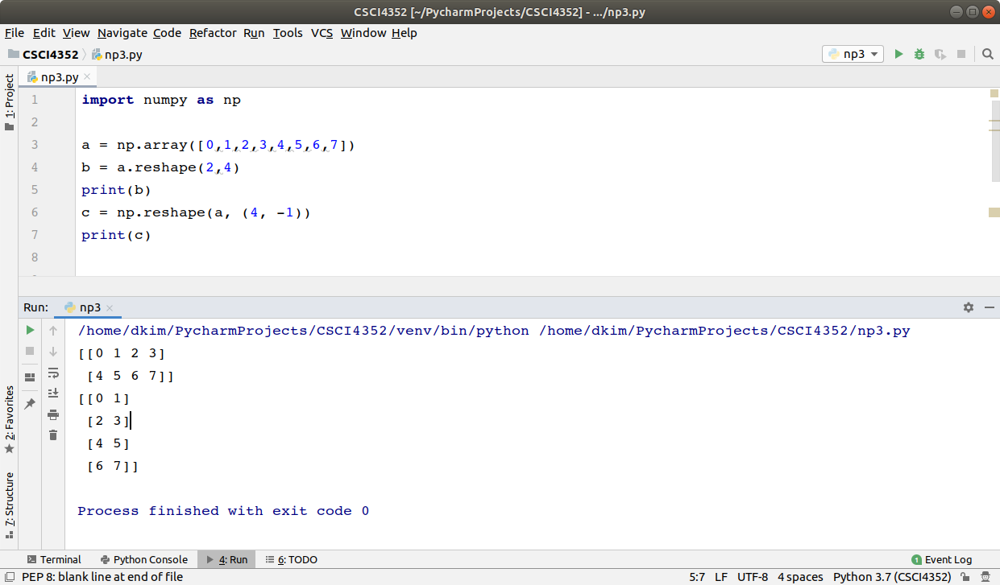 CSCI4352 [~/PycharmProjects/CSCI4352] - .../np3.py
File Edit View Navigate Code Refactor Run Tools VCS Window Help
CSCI4352 np3.py np3
1: Project
np3.py
1 import numpy as np
2
3 a = np.array([0,1,2,3,4,5,6,7])
4 b = a.reshape(2,4)
5 print(b)
6 c = np.reshape(a, (4, -1))
7 print(c)
8
Run: np3
/home/dkim/PycharmProjects/CSCI4352/venv/bin/python /home/dkim/PycharmProjects/CSCI4352/np3.py
[[0 1 2 3]
 [4 5 6 7]]
[[0 1]
 [2 3]
 [4 5]
 [6 7]]
Process finished with exit code 0
2: Favorites
7: Structure
Terminal Python Console 4: Run 6: TODO 1 Event Log
PEP 8: blank line at end of file 5:7 LF UTF-8 4 spaces Python 3.7 (CSCI4352)